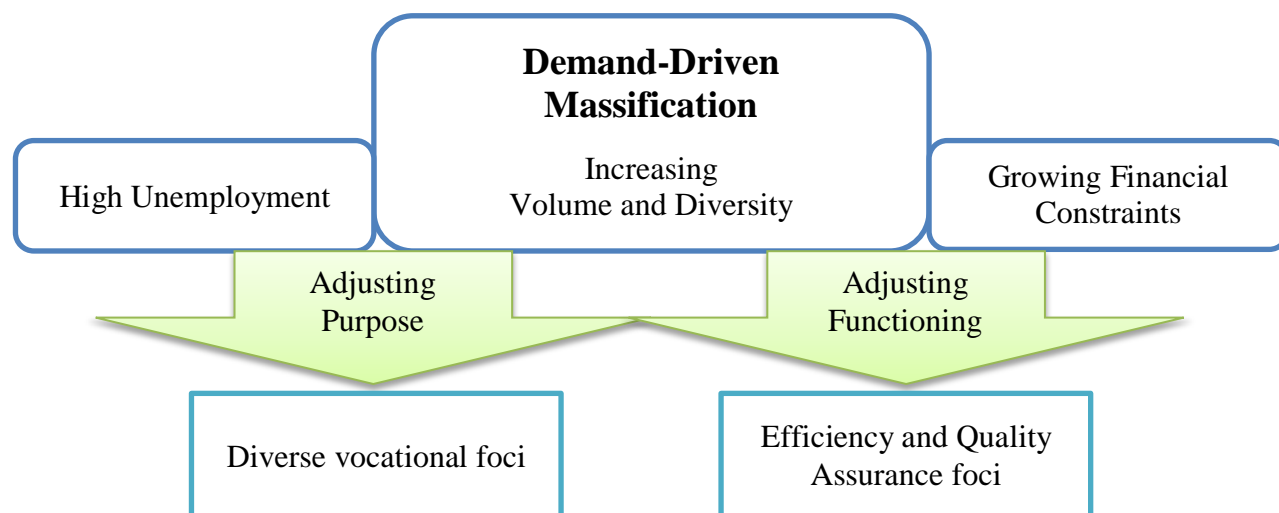 Demand-Driven
Massification
Increasing
Volume and Diversity
High Unemployment
Growing Financial
Constraints
Adjusting
Purpose
Adjusting
Functioning
Diverse vocational foci
Efficiency and Quality
Assurance foci